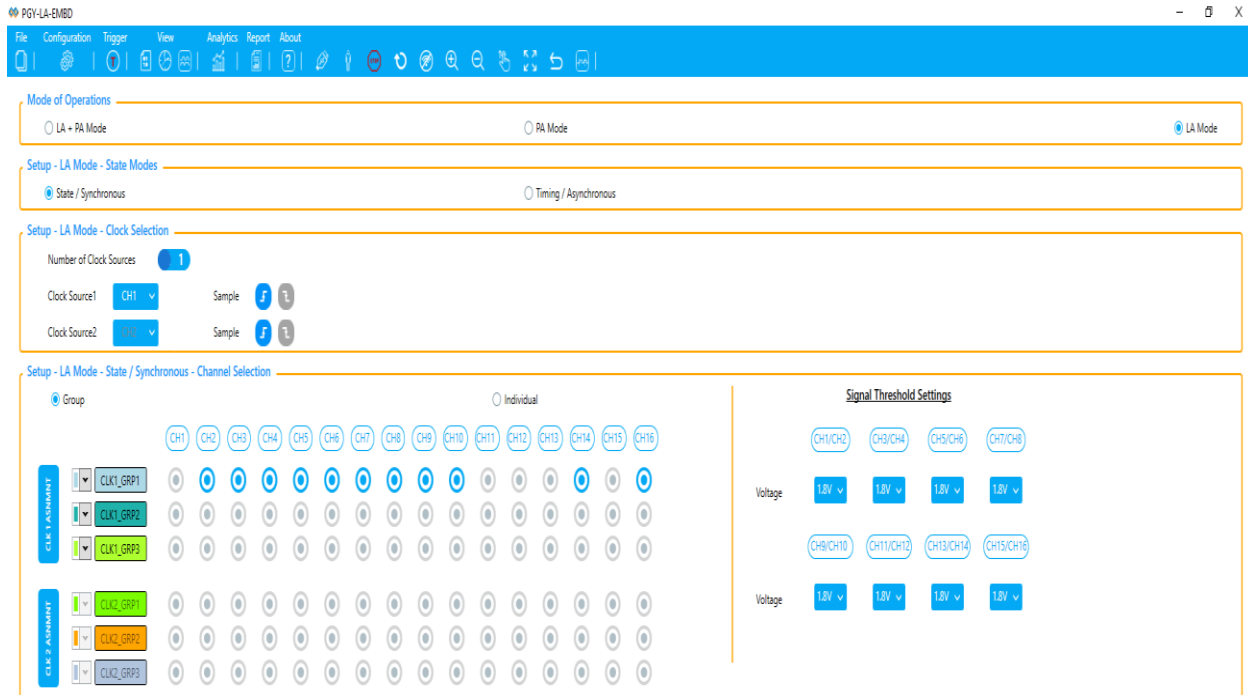 PGY-LA-EMBD
File Configuration Trigger View Analytics Report About
Mode of Operations
LA + PA Mode PA Mode LA Mode
Setup - LA Mode - State Modes
State / Synchronous Timing / Asynchronous
Setup - LA Mode - Clock Selection
Number of Clock Sources 1
Clock Source1 CH1 Sample
Clock Source2 Sample
Setup - LA Mode - State / Synchronous - Channel Selection
Group Individual
CH1 CH2 CH3 CH4 CH5 CH6 CH7 CH8 CH9 CH10 CH11 CH12 CH13 CH14 CH15 CH16
CLK 1 ASNMNT
CLK1_GRP1
CLK1_GRP2
CLK1_GRP3
CLK 2 ASNMNT
CLK2_GRP1
CLK2_GRP2
CLK2_GRP3
Signal Threshold Settings
CH1/CH2 CH3/CH4 CH5/CH6 CH7/CH8
Voltage 1.8V 1.8V 1.8V 1.8V
CH9/CH10 CH11/CH12 CH13/CH14 CH15/CH16
Voltage 1.8V 1.8V 1.8V 1.8V